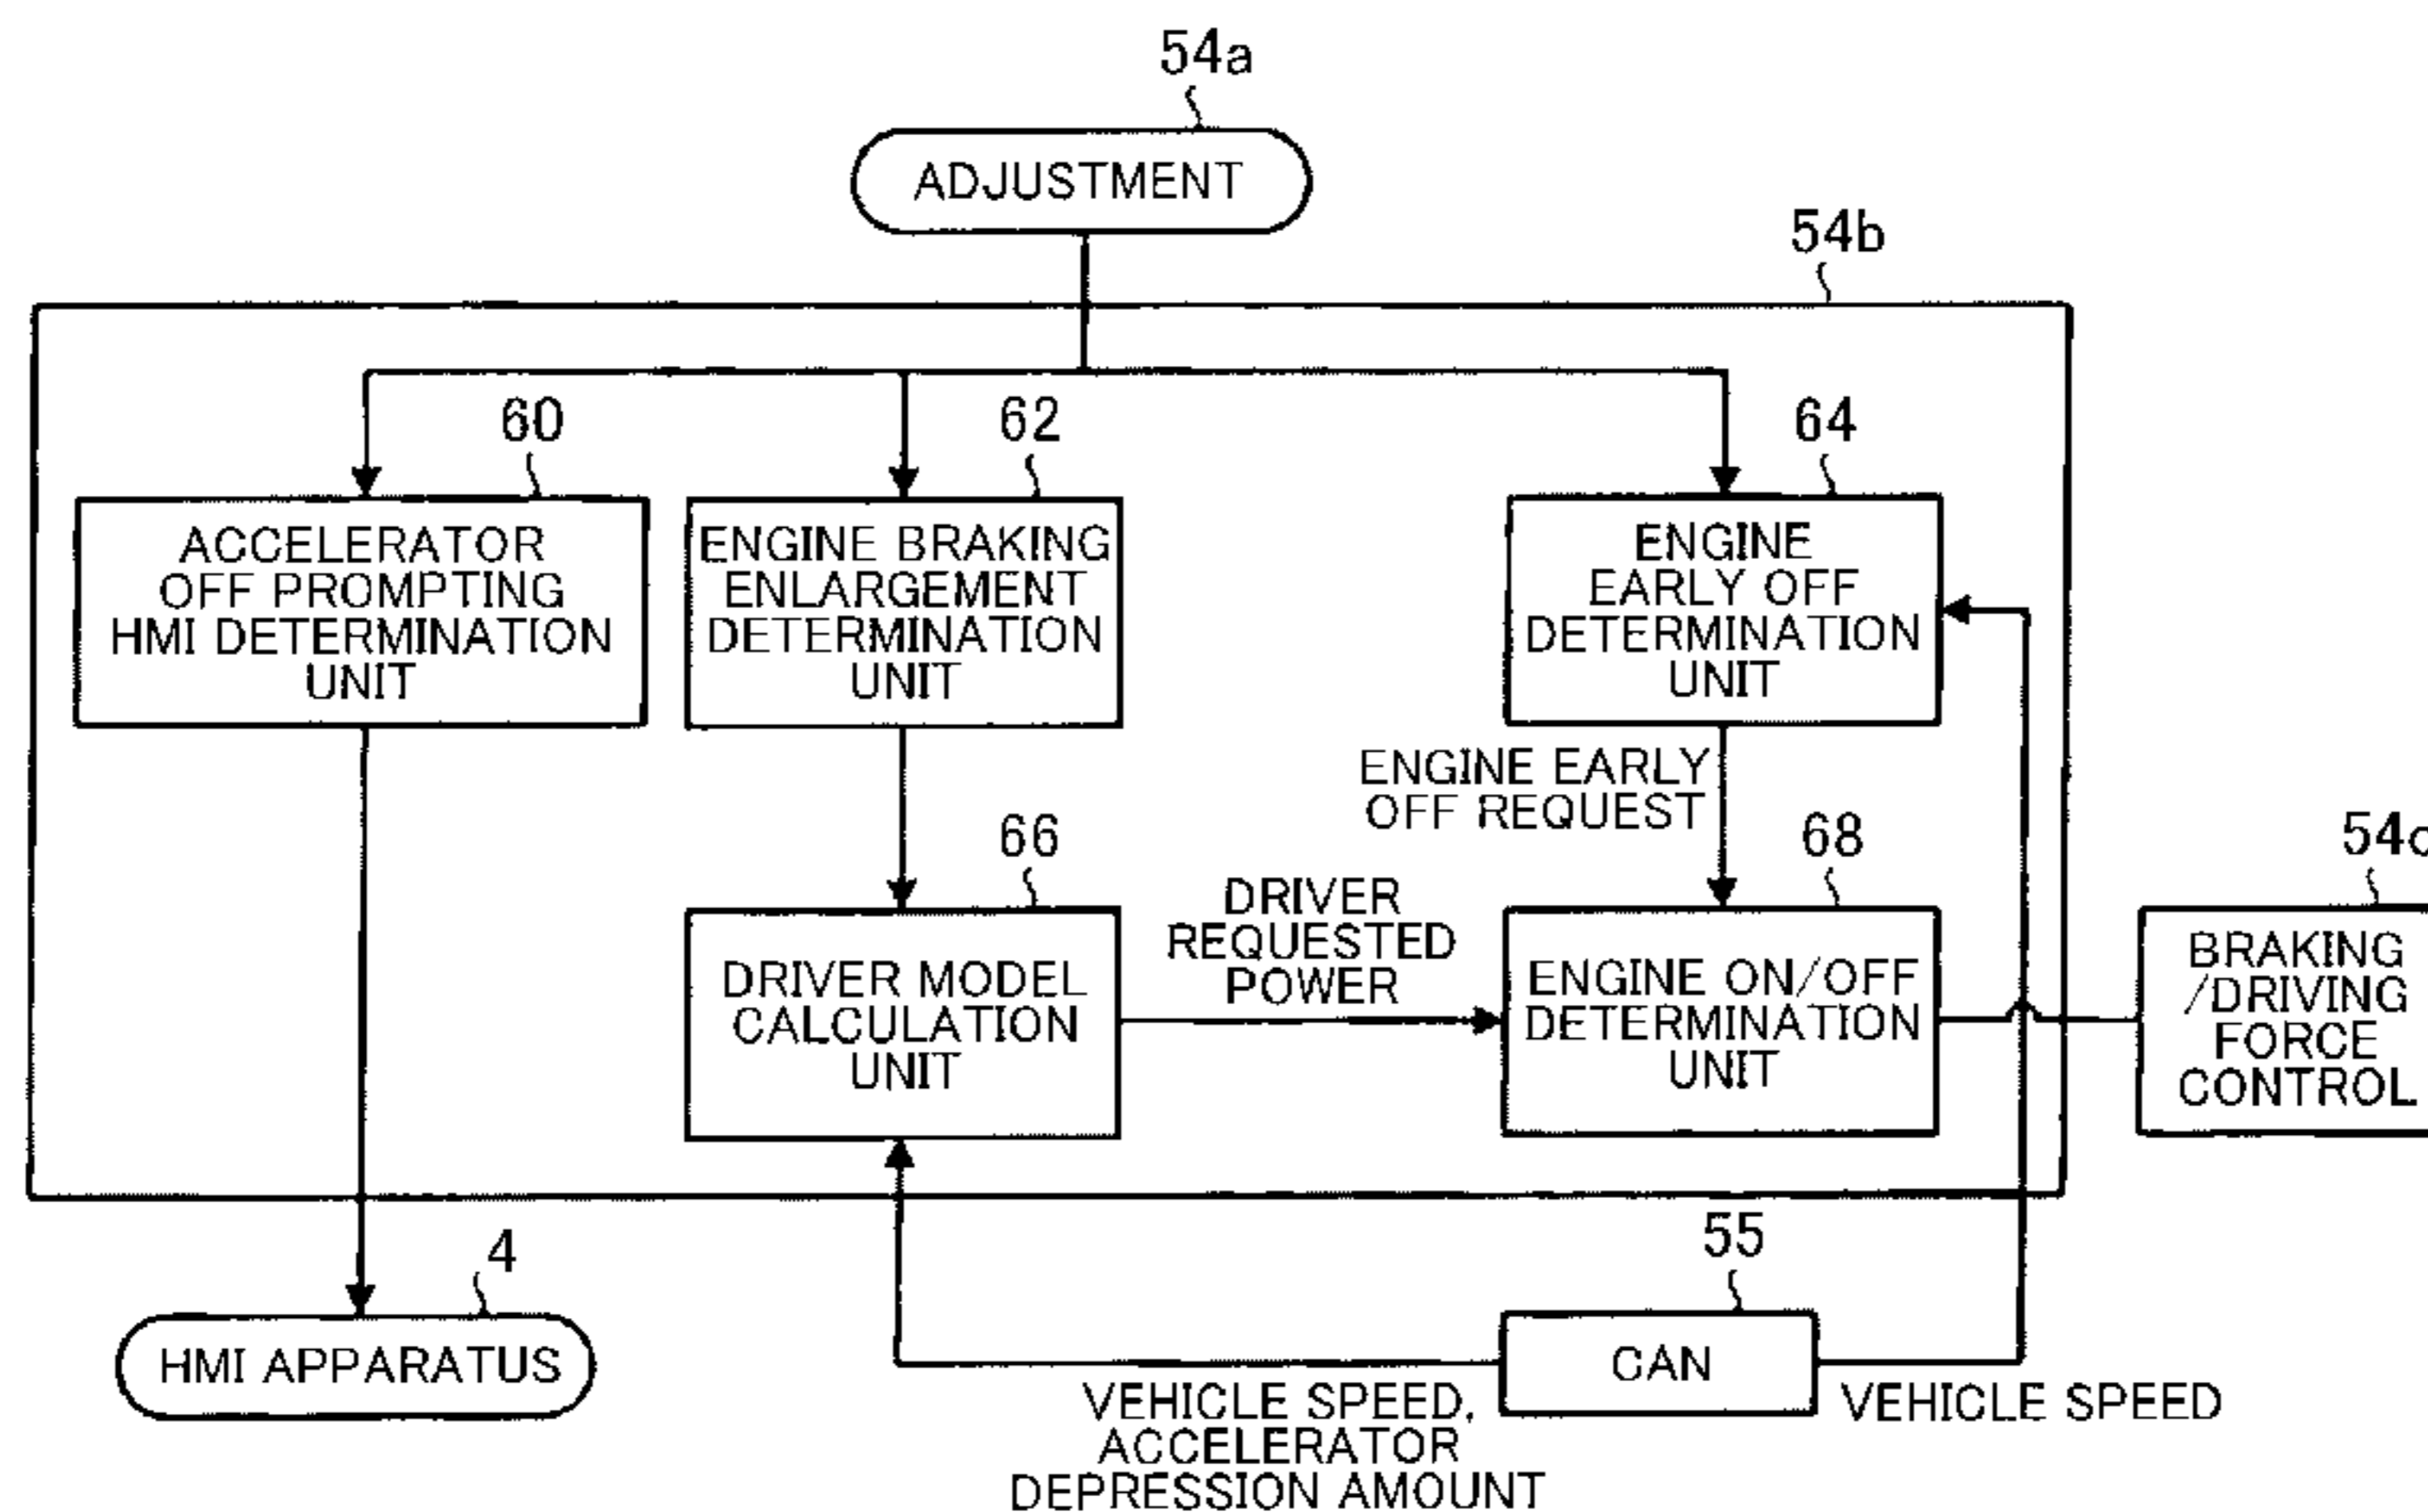 54a
ADJUSTMENT
54b
60
62
64
ACCELERATOR
OFF PROMPTING
HMI DETERMINATION
UNIT
ENGINE BRAKING
ENLARGEMENT
DETERMINATION
UNIT
ENGINE
EARLY OFF
DETERMINATION
UNIT
ENGINE EARLY
OFF REQUEST
66
DRIVER
REQUESTED
POWER
68
54c
DRIVER MODEL
CALCULATION
UNIT
ENGINE ON/OFF
DETERMINATION
UNIT
BRAKING
/DRIVING
FORCE
CONTROL
4
55
HMI APPARATUS
CAN
VEHICLE SPEED,
ACCELERATOR
DEPRESSION AMOUNT
VEHICLE SPEED